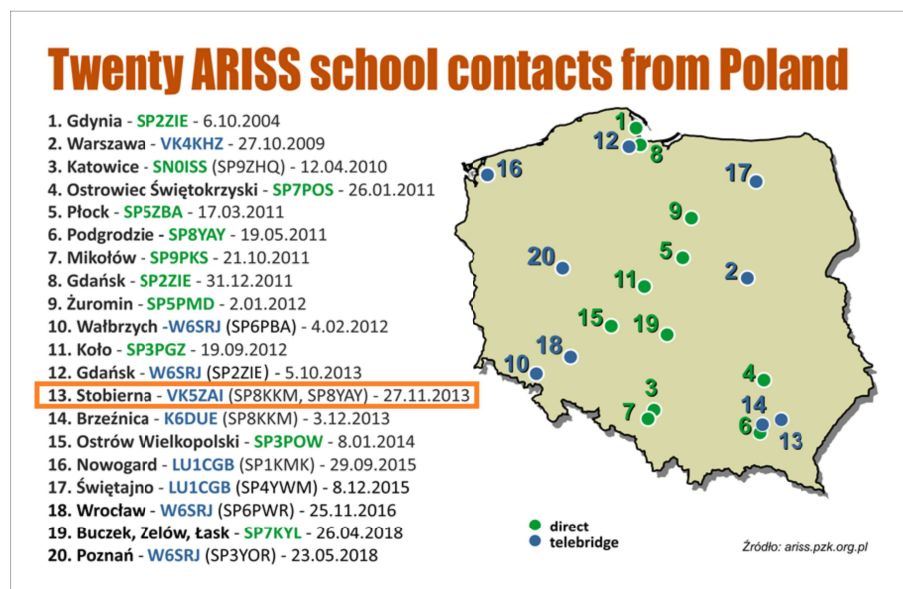 Twenty ARISS school contacts from Poland
1. Gdynia - SP2ZIE - 6.10.2004
2. Warszawa - VK4KHZ - 27.10.2009
3. Katowice - SN0ISS (SP9ZHQ) - 12.04.2010
4. Ostrowiec Świętokrzyski - SP7POS - 26.01.2011
5. Płock - SP5ZBA - 17.03.2011
6. Podgrodzie - SP8YAY - 19.05.2011
7. Mikołów - SP9PKS - 21.10.2011
8. Gdańsk - SP2ZIE - 31.12.2011
9. Żuromin - SP5PMD - 2.01.2012
10. Wałbrzych -W6SRJ (SP6PBA) - 4.02.2012
11. Koło - SP3PGZ - 19.09.2012
12. Gdańsk - W6SRJ (SP2ZIE) - 5.10.2013
13. Stobierna - VK5ZAI (SP8KKM, SP8YAY) - 27.11.2013
14. Brzeźnica - K6DUE (SP8KKM) - 3.12.2013
15. Ostrów Wielkopolski - SP3POW - 8.01.2014
16. Nowogard - LU1CGB (SP1KMK) - 29.09.2015
17. Świętajno - LU1CGB (SP4YWM) - 8.12.2015
18. Wrocław - W6SRJ (SP6PWR) - 25.11.2016
19. Buczek, Zelów, Łask - SP7KYL - 26.04.2018
20. Poznań - W6SRJ (SP3YOR) - 23.05.2018
1
12
8
16
17
9
20
5
2
11
15
19
18
10
4
3
14
7
6
13
direct
telebridge
Źródło: ariss.pzk.org.pl